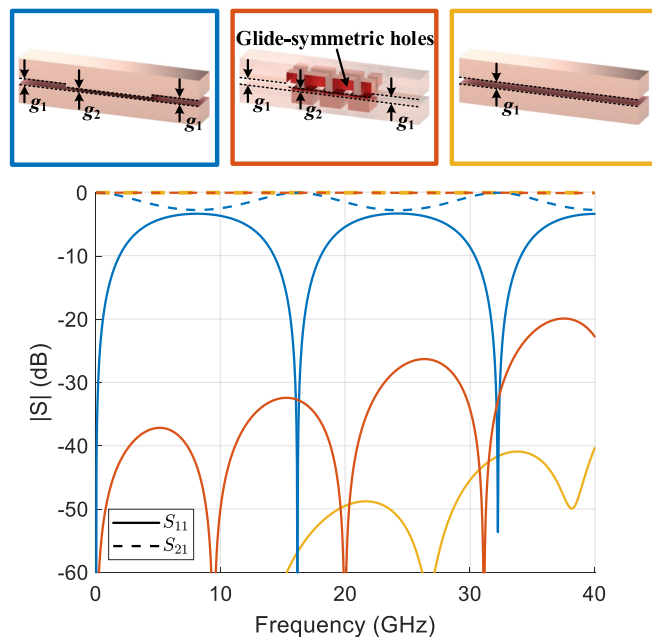 g1
g2
g1
Glide-symmetric holes
g1
g2
g1
g1
0
-10
-20
-30
-40
-50
-60
|S| (dB)
S11
S21
0
10
20
30
40
Frequency (GHz)